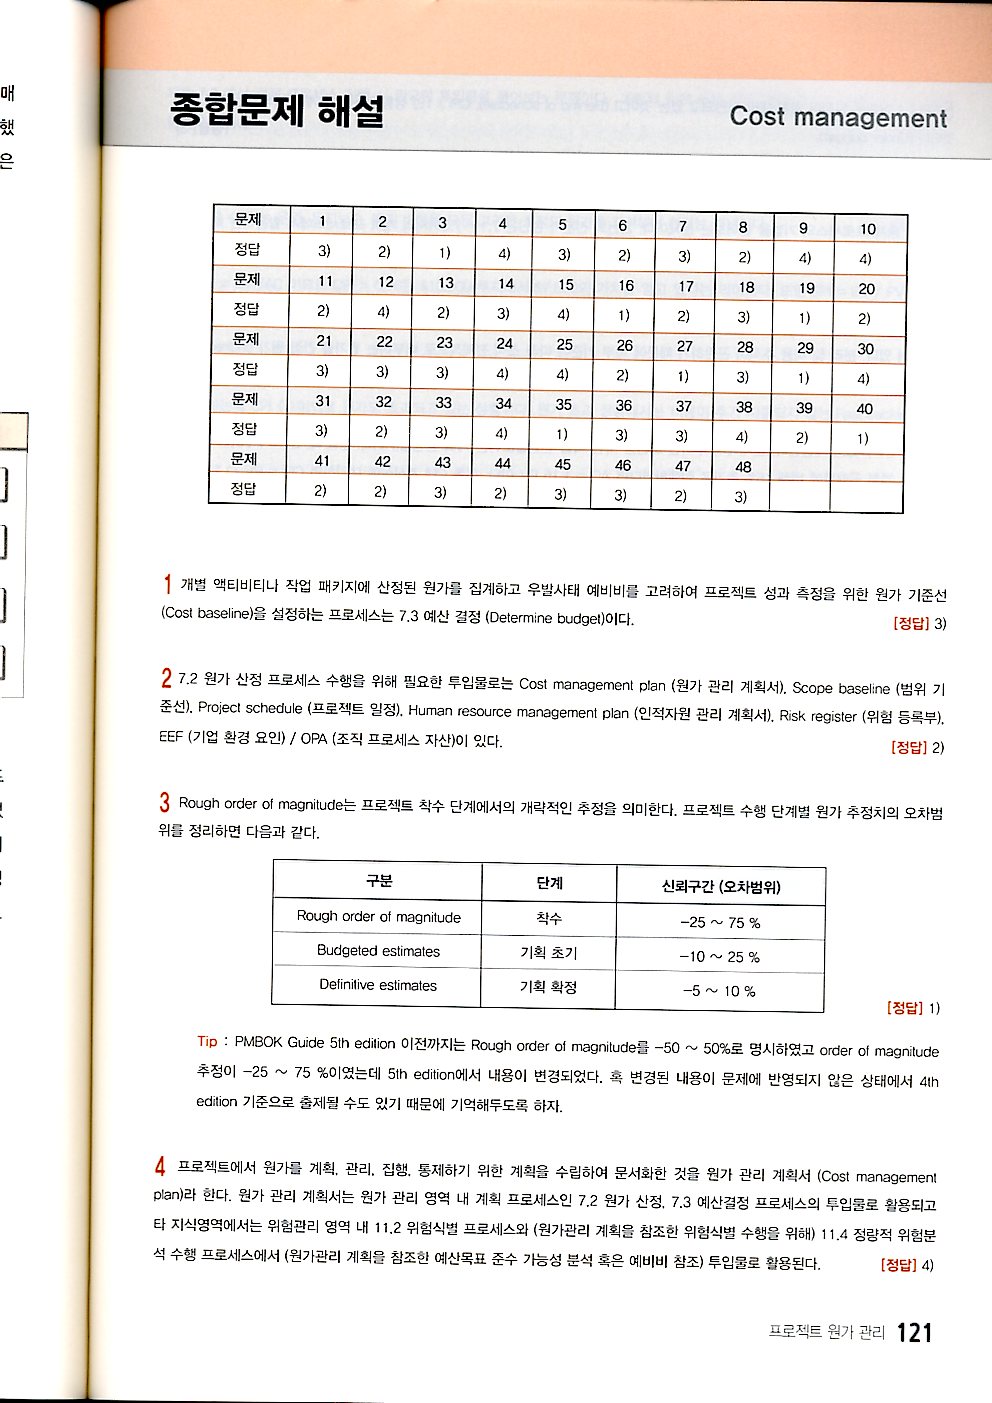 매
했
은
종합문제 해설
Cost management
문제 1 2 3 4 5 6 7 8 9 10
정답 3) 2) 1) 4) 3) 2) 3) 2) 4) 4)
문제 11 12 13 14 15 16 17 18 19 20
정답 2) 4) 2) 3) 4) 1) 2) 3) 1) 2)
문제 21 22 23 24 25 26 27 28 29 30
정답 3) 3) 3) 4) 4) 2) 1) 3) 1) 4)
문제 31 32 33 34 35 36 37 38 39 40
정답 3) 2) 3) 4) 1) 3) 3) 4) 2) 1)
문제 41 42 43 44 45 46 47 48
정답 2) 2) 3) 2) 3) 3) 2) 3)
1 개별 액티비티나 작업 패키지에 산정된 원가를 집계하고 우발사태 예비비를 고려하여 프로젝트 성과 측정을 위한 원가 기준선
(Cost baseline)을 설정하는 프로세스는 7.3 예산 결정 (Determine budget)이다. [정답] 3)
2 7.2 원가 산정 프로세스 수행을 위해 필요한 투입물로는 Cost management plan (원가 관리 계획서), Scope baseline (범위 기
준선), Project schedule (프로젝트 일정), Human resource management plan (인적자원 관리 계획서), Risk register (위험 등록부),
EEF (기업 환경 요인) / OPA (조직 프로세스 자산)이 있다. [정답] 2)
3 Rough order of magnitude는 프로젝트 착수 단계에서의 개략적인 추정을 의미한다. 프로젝트 수행 단계별 원가 추정치의 오차범
위를 정리하면 다음과 같다.
구분 단계 신뢰구간 (오차범위)
Rough order of magnitude 착수 -25 ~ 75 %
Budgeted estimates 기획 초기 -10 ~ 25 %
Definitive estimates 기획 확정 -5 ~ 10 %
[정답] 1)
Tip : PMBOK Guide 5th edition 이전까지는 Rough order of magnitude를 -50 ~ 50%로 명시하였고 order of magnitude
추정이 -25 ~ 75 %이였는데 5th edition에서 내용이 변경되었다. 혹 변경된 내용이 문제에 반영되지 않은 상태에서 4th
edition 기준으로 출제될 수도 있기 때문에 기억해두도록 하자.
4 프로젝트에서 원가를 계획, 관리, 집행, 통제하기 위한 계획을 수립하여 문서화한 것을 원가 관리 계획서 (Cost management
plan)라 한다. 원가 관리 계획서는 원가 관리 영역 내 계획 프로세스인 7.2 원가 산정, 7.3 예산결정 프로세스의 투입물로 활용되고
타 지식영역에서는 위험관리 영역 내 11.2 위험식별 프로세스와 (원가관리 계획을 참조한 위험식별 수행을 위해) 11.4 정량적 위험분
석 수행 프로세스에서 (원가관리 계획을 참조한 예산목표 준수 가능성 분석 혹은 예비비 참조) 투입물로 활용된다. [정답] 4)
프로젝트 원가 관리 121